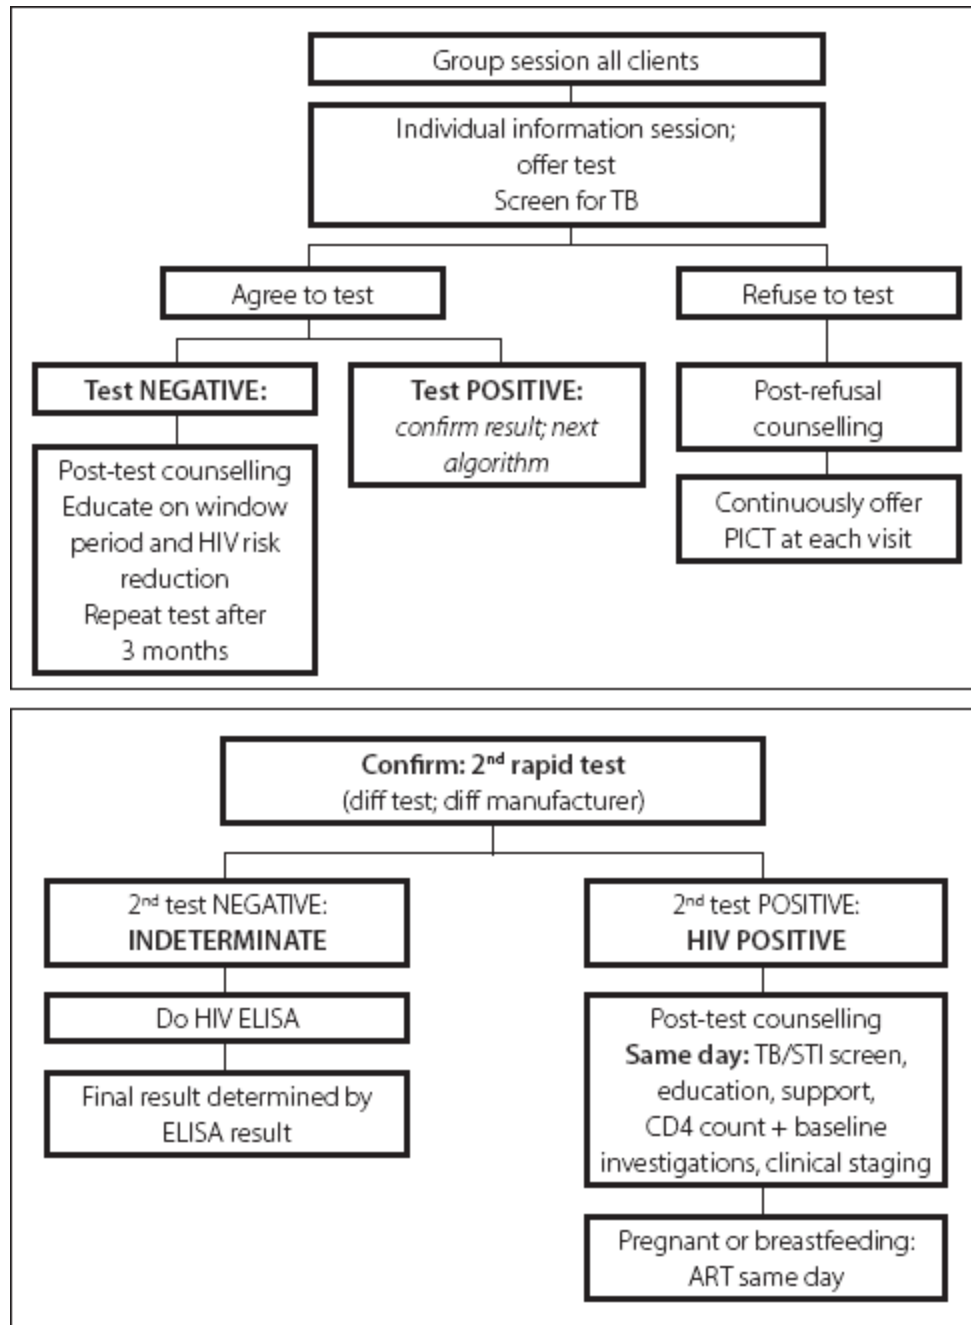 Group session all clients
Individual information session;
offer test
Screen for TB
Agree to test
Refuse to test
Test NEGATIVE:
Post-test counselling
Educate on window
period and HIV risk
reduction
Repeat test after
3 months
Test POSITIVE:
confirm result; next
algorithm
Post-refusal
counselling
Continuously offer
PICT at each visit
Confirm: 2nd rapid test
(diff test; diff manufacturer)
2nd test NEGATIVE:
INDETERMINATE
Do HIV ELISA
Final result determined by
ELISA result
2nd test POSITIVE:
HIV POSITIVE
Post-test counselling
Same day: TB/STI screen,
education, support,
CD4 count + baseline
investigations, clinical staging
Pregnant or breastfeeding:
ART same day